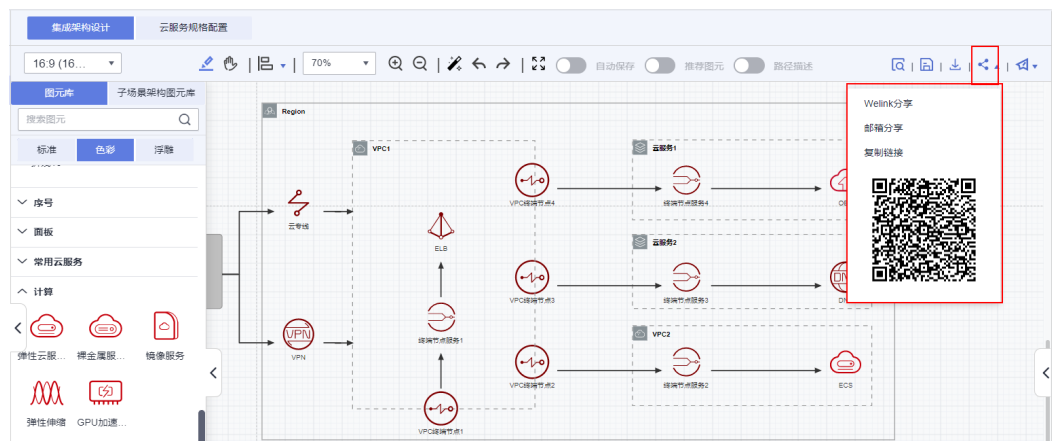 集成架构设计
云服务规格配置
16:9 (16...
70%
自动保存
推荐图元
路径描述
图元库
子场景架构图元库
搜索图元
标准
色彩
浮雕
序号
面板
常用云服务
计算
弹性云服...
裸金属服...
镜像服务
弹性伸缩
GPU加速...
Region
VPC1
云专线
VPN
VPN
ELB
终端节点服务1
VPC终端节点1
VPC终端节点4
VPC终端节点3
VPC终端节点2
云服务1
终端节点服务4
云服务2
终端节点服务3
VPC2
终端节点服务2
ECS
Welink分享
邮箱分享
复制链接